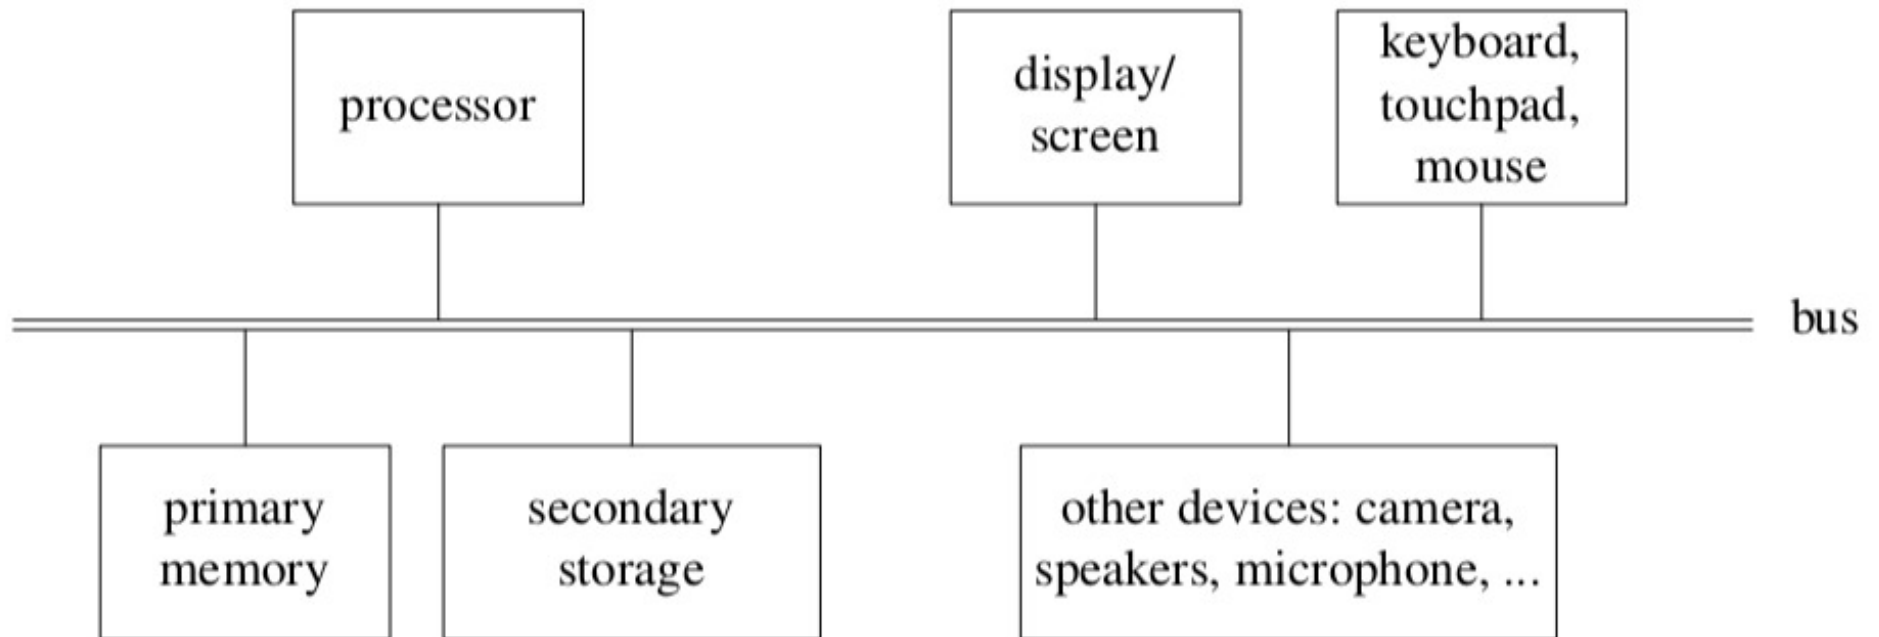 processor
display/
screen
keyboard,
touchpad,
mouse
bus
primary
memory
secondary
storage
other devices: camera,
speakers, microphone, ...